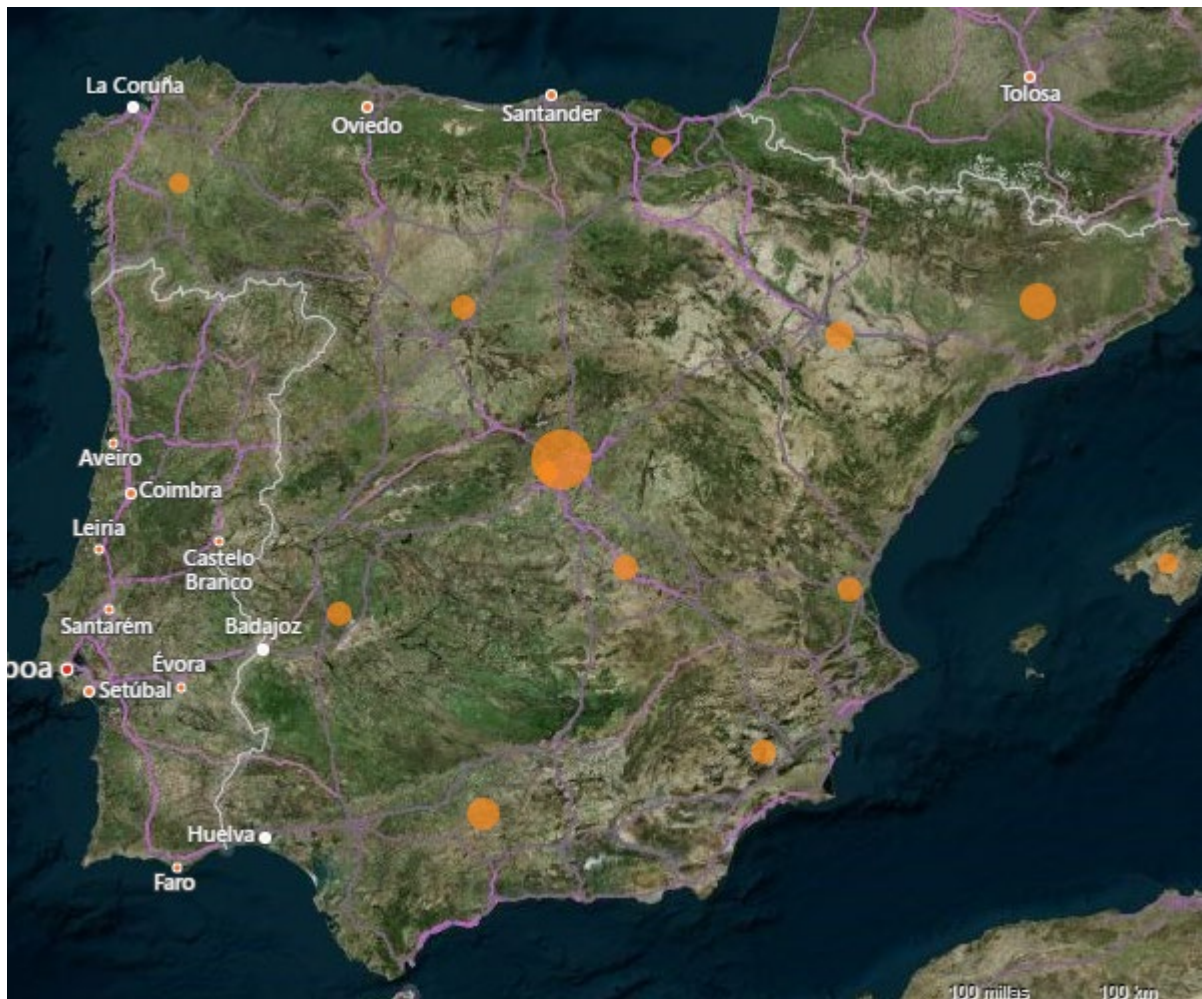 La Coruña
Oviedo
Santander
Tolosa
Aveiro
Coimbra
Leiria
Castelo
Branco
Santarém
Badajoz
boa
Évora
Setúbal
Huelva
Faro
100 millas
100 km